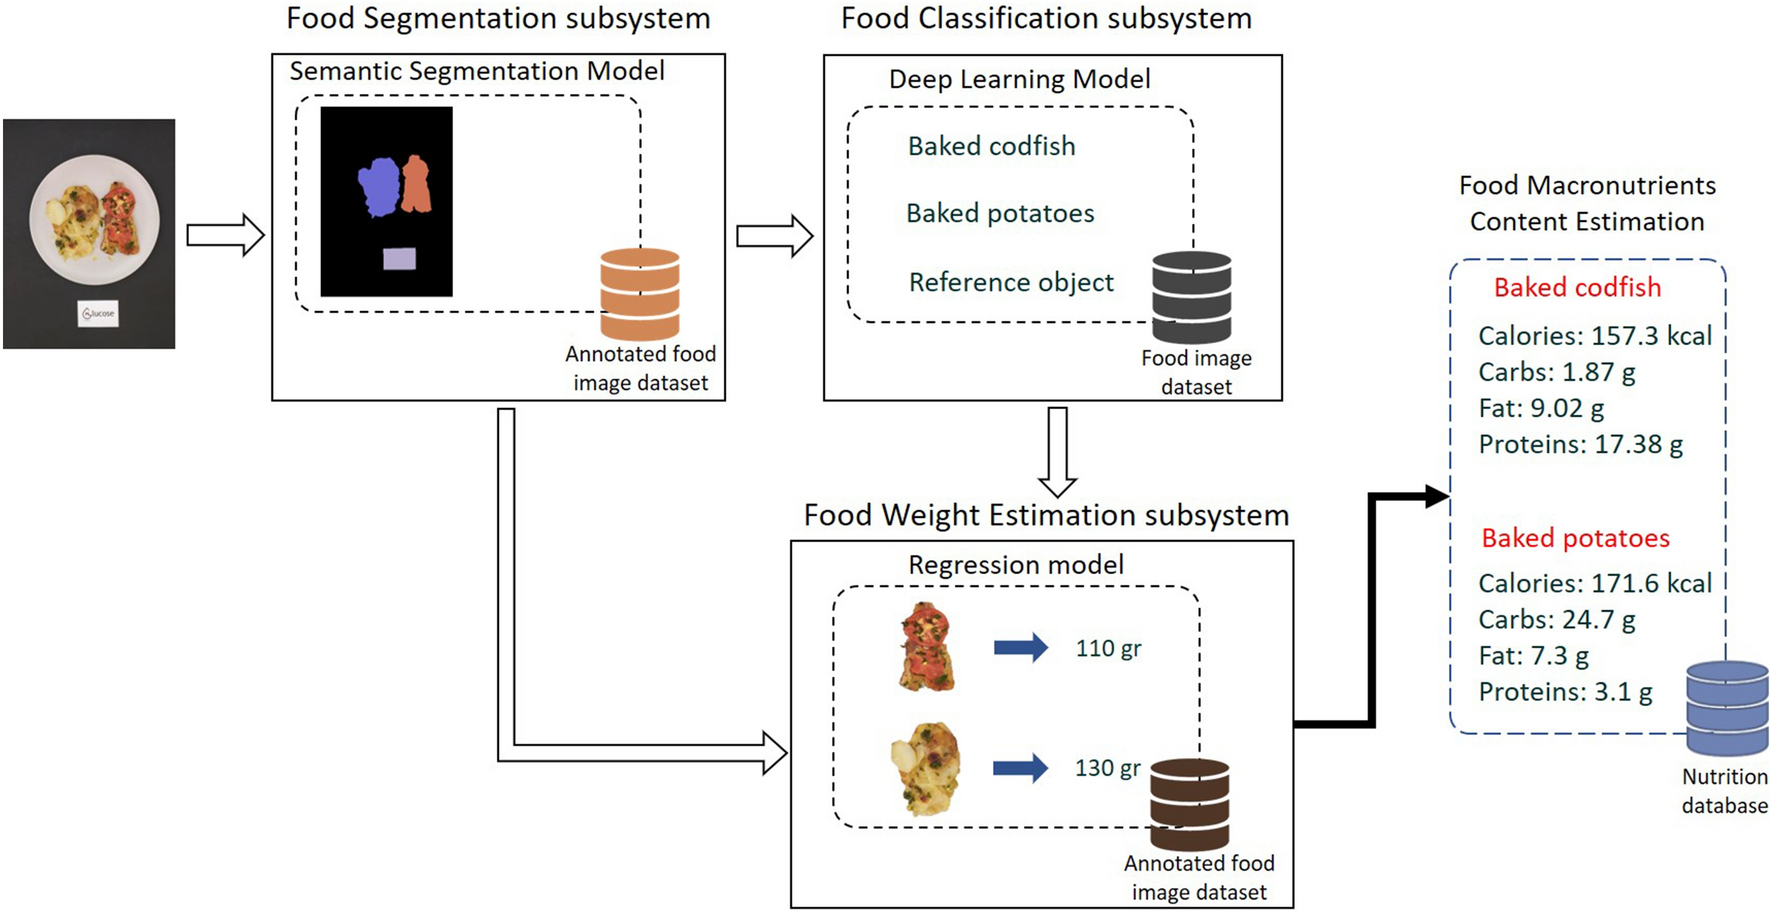 Food Segmentation subsystem
Semantic Segmentation Model
Annotated food
image dataset
Food Classification subsystem
Deep Learning Model
Baked codfish
Baked potatoes
Reference object
Food image
dataset
Glucose
Food Weight Estimation subsystem
Regression model
110 gr
130 gr
Annotated food
image dataset
Food Macronutrients
Content Estimation
Baked codfish
Calories: 157.3 kcal
Carbs: 1.87 g
Fat: 9.02 g
Proteins: 17.38 g
Baked potatoes
Calories: 171.6 kcal
Carbs: 24.7 g
Fat: 7.3 g
Proteins: 3.1 g
Nutrition
database